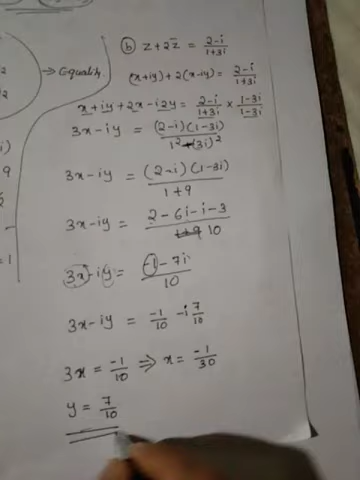 → Equality
(b) z + 2z̄ = (2-i)/(1+3i)
(x+iy) + 2(x-iy) = (2-i)/(1+3i)
x + iy + 2x - i2y = (2-i)/(1+3i) × (1-3i)/(1-3i)
3x - iy = (2-i)(1-3i)/(1² - (3i)²)
3x - iy = (2-i)(1-3i)/(1+9)
3x - iy = (2 - 6i - i - 3)/10
3x - iy = (-1 - 7i)/10
3x - iy = -1/10 - i 7/10
3x = -1/10 ⇒ x = -1/30
y = 7/10